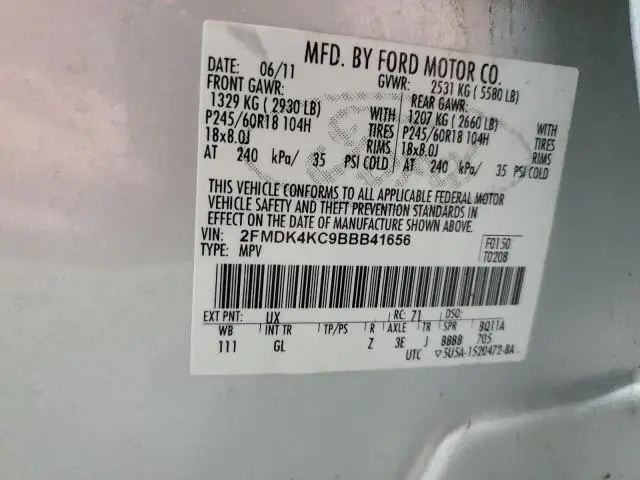 MFD. BY FORD MOTOR CO.
DATE: 06/11 GVWR: 2531 KG ( 5580 LB)
FRONT GAWR: REAR GAWR:
1329 KG ( 2930 LB) WITH 1207 KG ( 2660 LB) WITH
P245/60R18 104H TIRES P245/60R18 104H TIRES
18x8.0J RIMS 18x8.0J RIMS
AT 240 kPa/ 35 PSI COLD AT 240 kPa/ 35 PSI COLD
THIS VEHICLE CONFORMS TO ALL APPLICABLE FEDERAL MOTOR
VEHICLE SAFETY AND THEFT PREVENTION STANDARDS IN
EFFECT ON THE DATE OF MANUFACTURE SHOWN ABOVE.
VIN: 2FMDK4KC9BBB41656 F0150
TYPE: MPV T0208
EXT PNT: UX RC: 71 DSO:
WB INT TR TP/PS R AXLE TR SPR BQ11A
111 GL Z 3E J BBBB 705
UTC ▽5U5A-1520472-BA